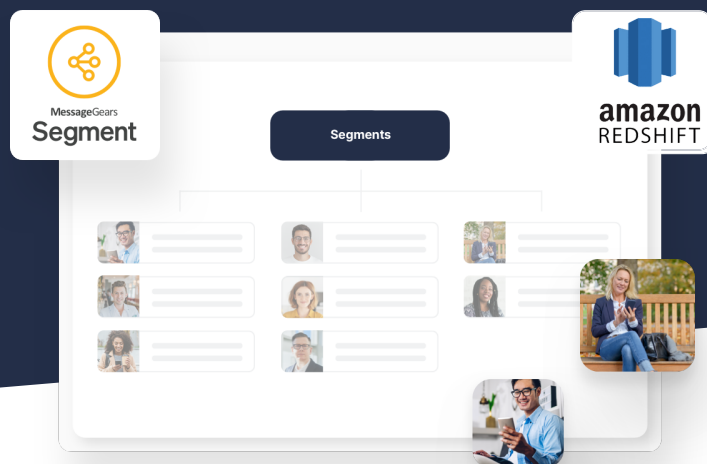 MessageGears
Segment
Segments
amazon
REDSHIFT